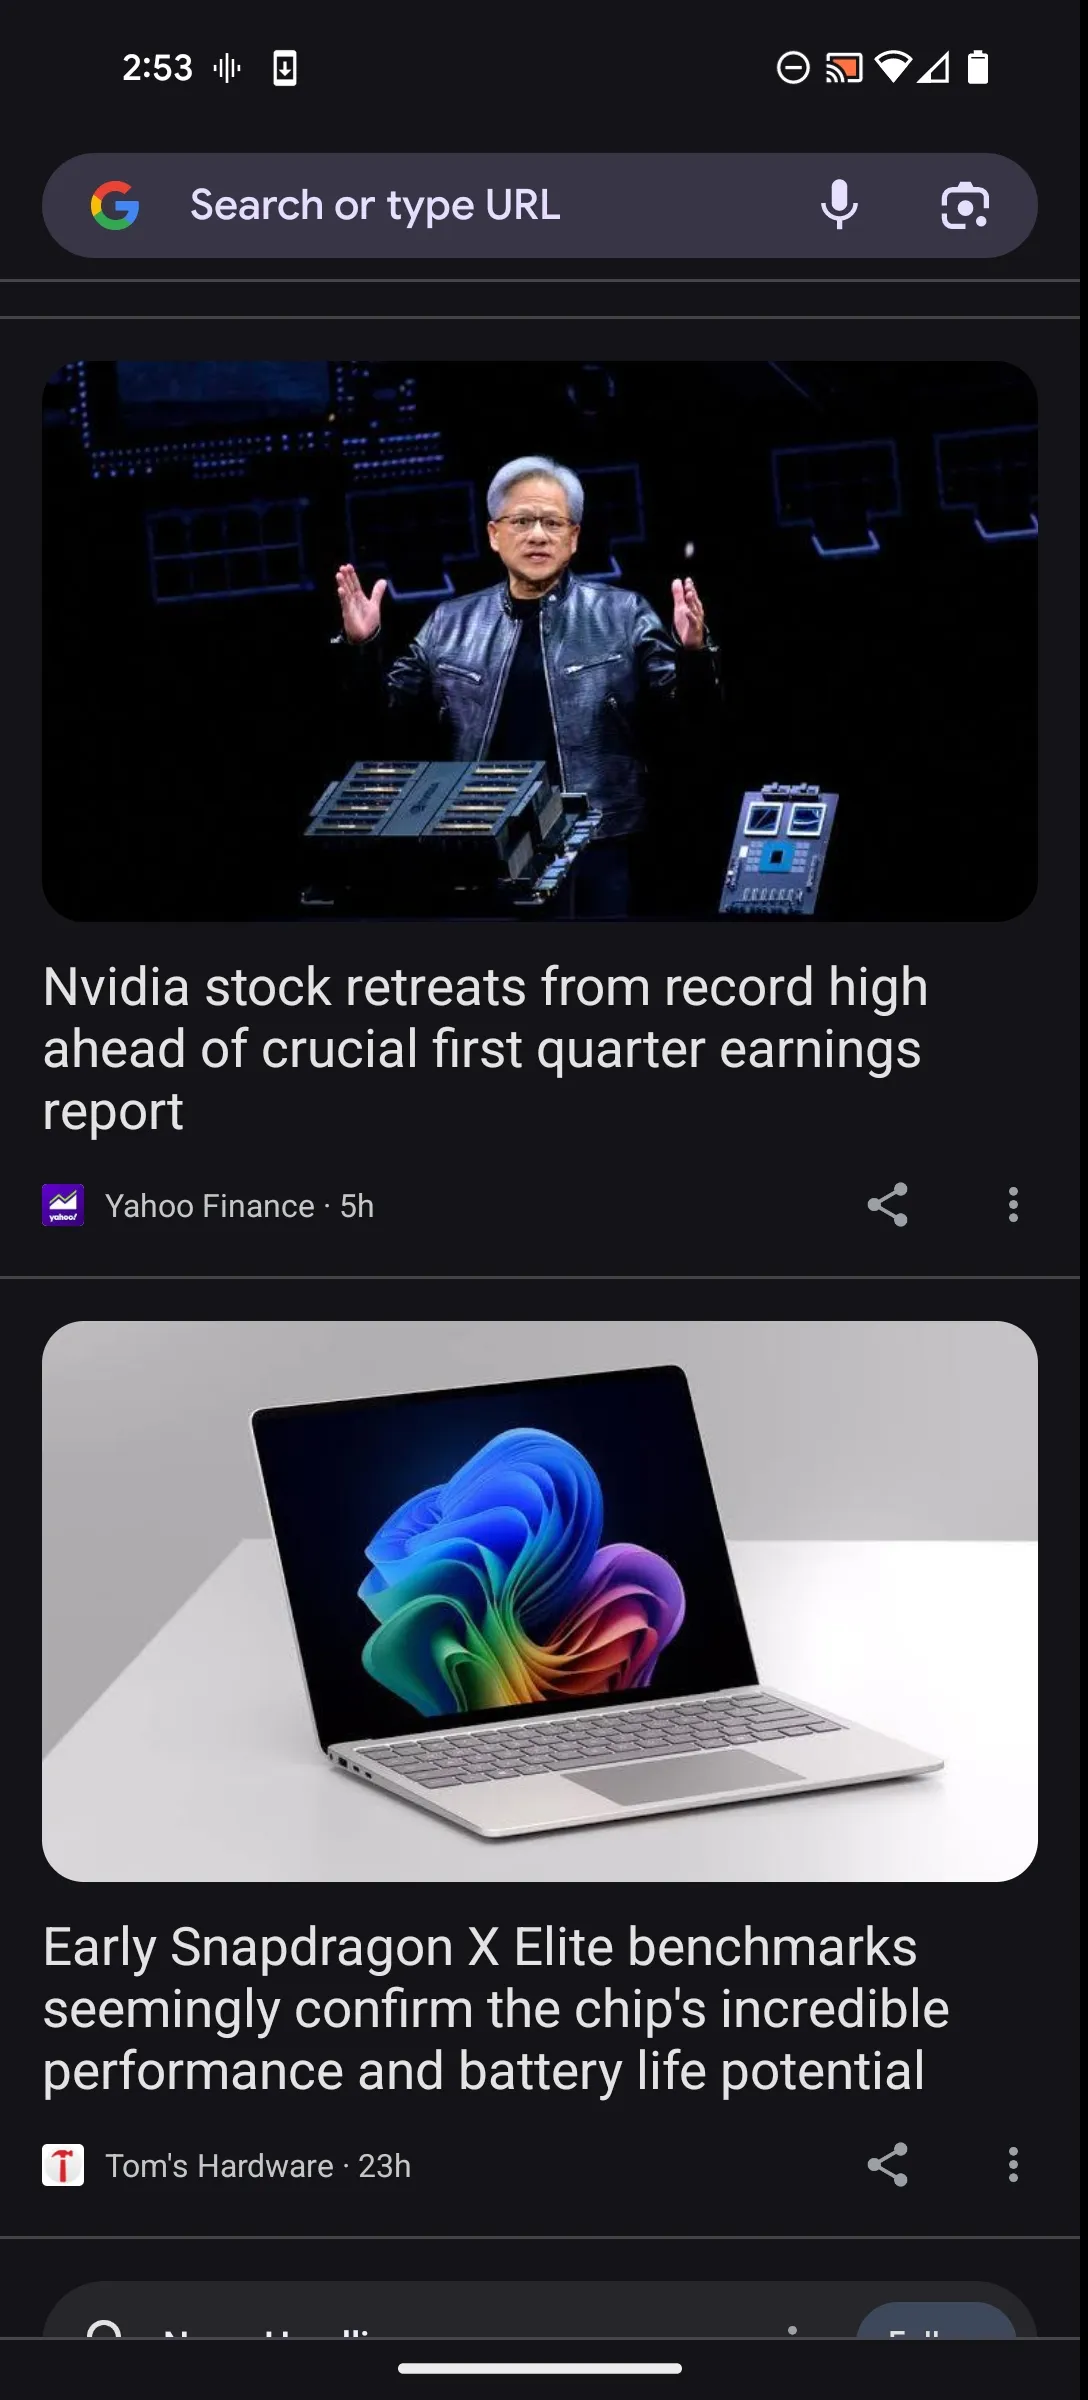 2:53
Search or type URL
Nvidia stock retreats from record high
ahead of crucial first quarter earnings
report
yahoo!
Yahoo Finance · 5h
Early Snapdragon X Elite benchmarks
seemingly confirm the chip's incredible
performance and battery life potential
Tom's Hardware · 23h